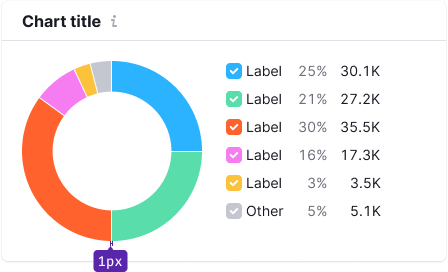 Chart title
Label 25% 30.1K
Label 21% 27.2K
Label 30% 35.5K
Label 16% 17.3K
Label 3% 3.5K
Other 5% 5.1K
1px